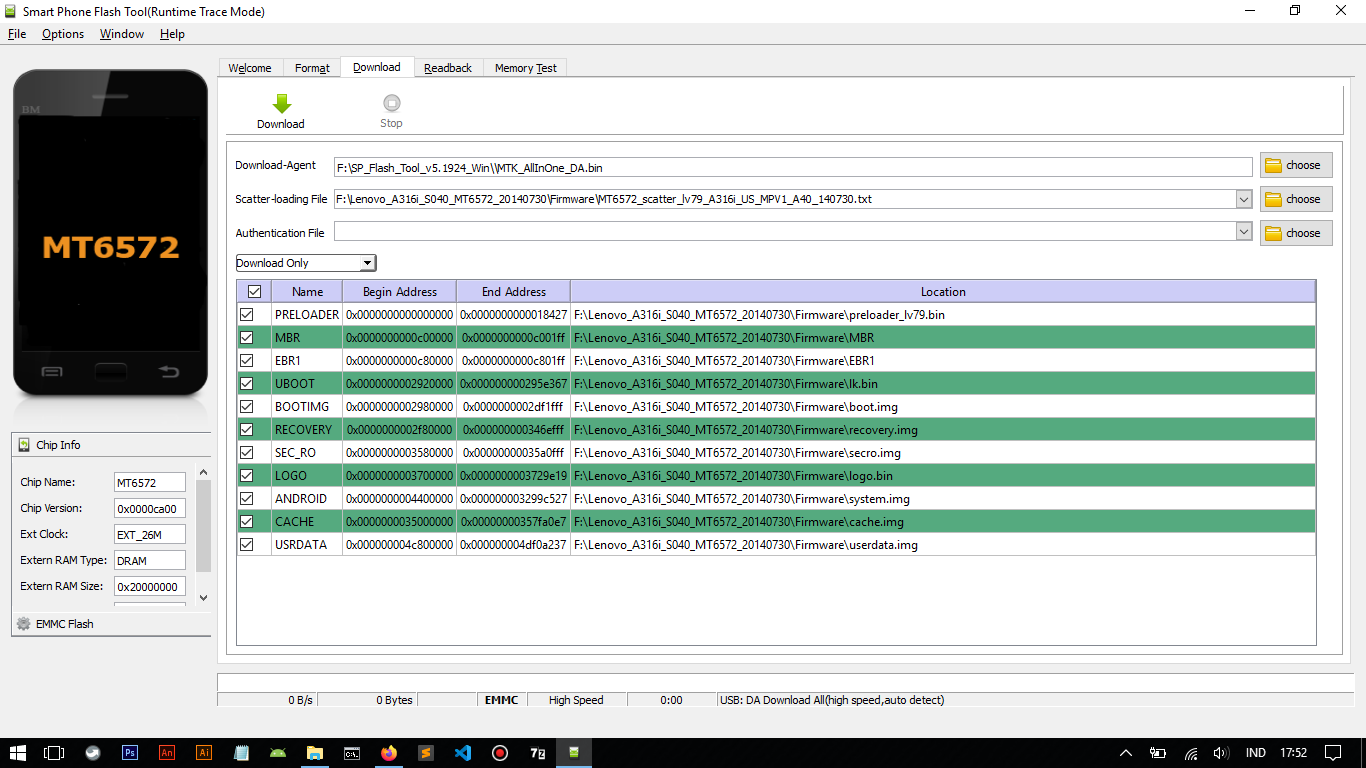 Smart Phone Flash Tool(Runtime Trace Mode)
File Options Window Help
Welcome Format Download Readback Memory Test
BM
MT6572
Download Stop
Download-Agent F:\SP_Flash_Tool_v5.1924_Win\\MTK_AllInOne_DA.bin choose
Scatter-loading File F:\Lenovo_A316i_S040_MT6572_20140730\Firmware\MT6572_scatter_lv79_A316i_US_MPV1_A40_140730.txt choose
Authentication File choose
Download Only
Name Begin Address End Address Location
PRELOADER 0x0000000000000000 0x0000000000018427 F:\Lenovo_A316i_S040_MT6572_20140730\Firmware\preloader_lv79.bin
MBR 0x0000000000c00000 0x0000000000c001ff F:\Lenovo_A316i_S040_MT6572_20140730\Firmware\MBR
EBR1 0x0000000000c80000 0x0000000000c801ff F:\Lenovo_A316i_S040_MT6572_20140730\Firmware\EBR1
UBOOT 0x0000000002920000 0x000000000295e367 F:\Lenovo_A316i_S040_MT6572_20140730\Firmware\lk.bin
BOOTIMG 0x0000000002980000 0x0000000002df1fff F:\Lenovo_A316i_S040_MT6572_20140730\Firmware\boot.img
RECOVERY 0x0000000002f80000 0x000000000346efff F:\Lenovo_A316i_S040_MT6572_20140730\Firmware\recovery.img
SEC_RO 0x0000000003580000 0x00000000035a0fff F:\Lenovo_A316i_S040_MT6572_20140730\Firmware\secro.img
LOGO 0x0000000003700000 0x0000000003729e19 F:\Lenovo_A316i_S040_MT6572_20140730\Firmware\logo.bin
ANDROID 0x0000000004400000 0x000000003299c527 F:\Lenovo_A316i_S040_MT6572_20140730\Firmware\system.img
CACHE 0x0000000035000000 0x00000000357fa0e7 F:\Lenovo_A316i_S040_MT6572_20140730\Firmware\cache.img
USRDATA 0x000000004c800000 0x000000004df0a237 F:\Lenovo_A316i_S040_MT6572_20140730\Firmware\userdata.img
Chip Info
Chip Name: MT6572
Chip Version: 0x0000ca00
Ext Clock: EXT_26M
Extern RAM Type: DRAM
Extern RAM Size: 0x20000000
EMMC Flash
0 B/s 0 Bytes EMMC High Speed 0:00 USB: DA Download All(high speed,auto detect)
Ps An Ai 7z IND 17:52